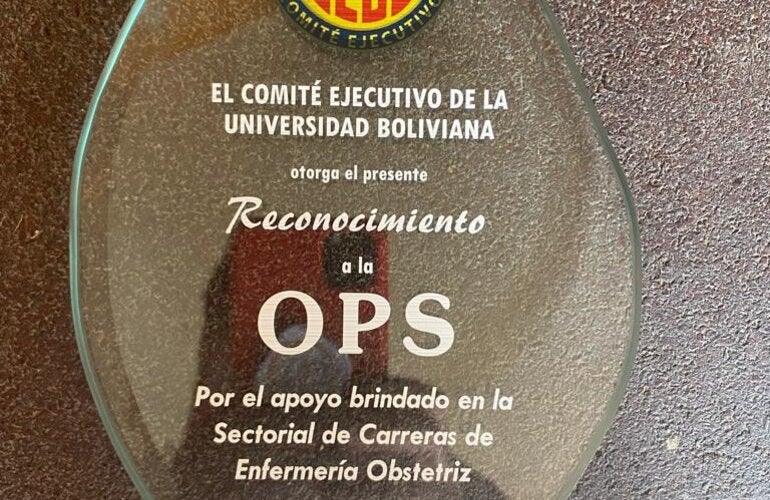 COMITÉ EJECUTIVO
EL COMITÉ EJECUTIVO DE LA
UNIVERSIDAD BOLIVIANA
otorga el presente
Reconocimiento
a la
OPS
Por el apoyo brindado en la
Sectorial de Carreras de
Enfermería Obstetriz